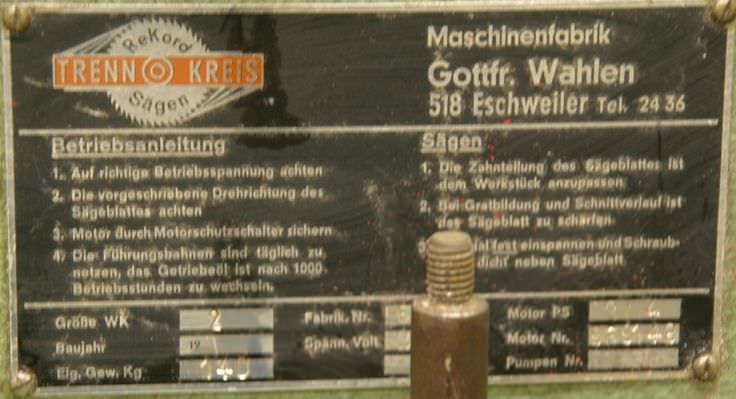 ReKord
TRENN KREIS
Sägen
Maschinenfabrik
Gottfr. Wahlen
518 Eschweiler Tel. 24 36
Betriebsanleitung
1. Auf richtige Betriebsspannung achten
2. Die vorgeschriebene Drehrichtung des
Sägeblattes achten
3. Motor durch Motorschutzschalter sichern
4. Die Führungsbahnen sind täglich zu
netzen, das Getriebeöl ist nach 1000
Betriebsstunden zu wechseln.
Sägen
1. Die Zahnteilung des Sägeblattes ist
dem Werkstück anzupassen
2. Bei Gratbildung und Schnittverlauf ist
das Sägeblatt zu schärfen
fest einspannen und Schraub-
dicht neben Sägeblatt
Größe WK 2
Baujahr 19
Eig. Gew. Kg 140
Fabrik. Nr.
Spann. Volt
Motor PS
Motor Nr.
Pumpen Nr.